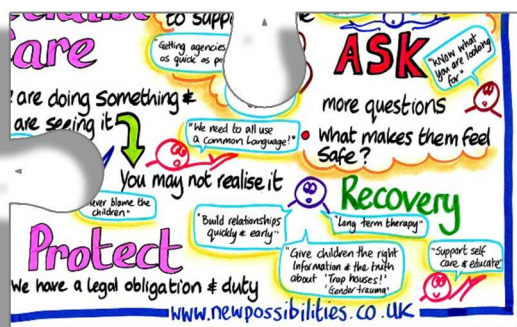 Care
to supp
"Getting agencies
as quick as po
ASK
"Know what
you are looking
for"
more questions
• What makes them feel
Safe?
are doing something &
are seeing it
"We need to all use
a common language!"
You may not realise it
"Never blame the
children"
Recovery
"Build relationships
quickly & early"
"Long term therapy"
Protect
"Give children the right
Information & the truth
about 'Trap houses!'
'Gender trauma'
"Support self
care & educate"
We have a legal obligation & duty
www.newpossibilities.co.uk